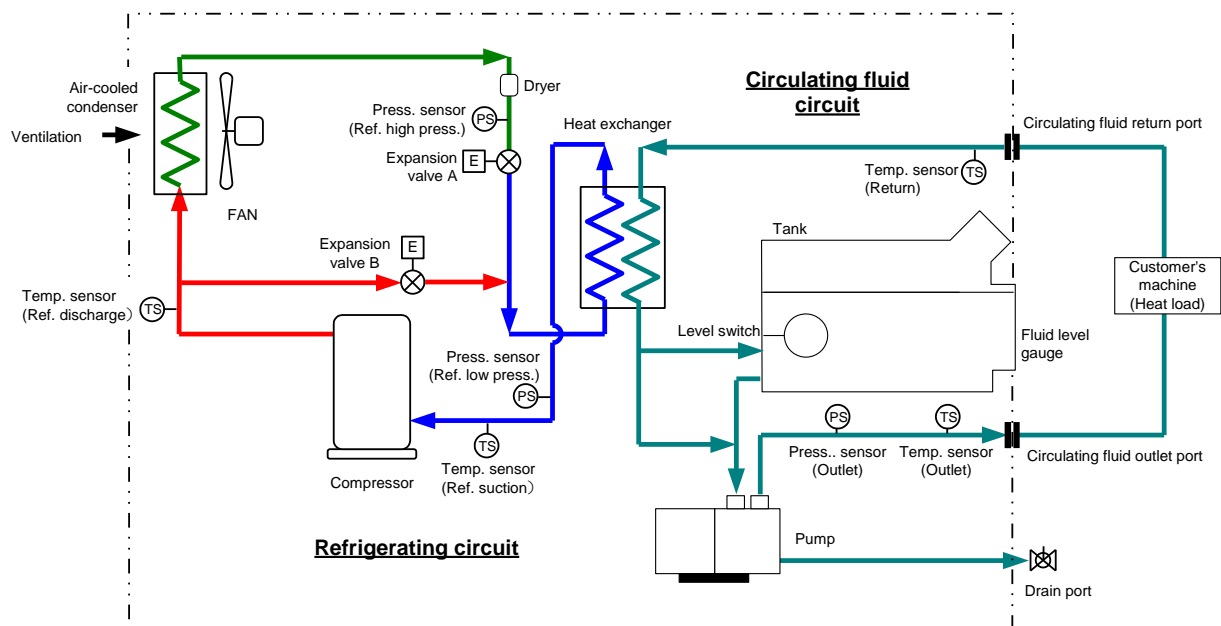 Air-cooled
condenser
Ventilation
FAN
Dryer
Press. sensor
(Ref. high press.)
PS
Expansion
valve A
E
Heat exchanger
Circulating fluid
circuit
Circulating fluid return port
Temp. sensor
(Return)
TS
Expansion
valve B
E
Temp. sensor
(Ref. discharge)
TS
Tank
Customer's
machine
(Heat load)
Level switch
Fluid level
gauge
Press. sensor
(Ref. low press.)
PS
TS
Temp. sensor
(Ref. suction)
Compressor
PS
Press.. sensor
(Outlet)
TS
Temp. sensor
(Outlet)
Circulating fluid outlet port
Refrigerating circuit
Pump
Drain port